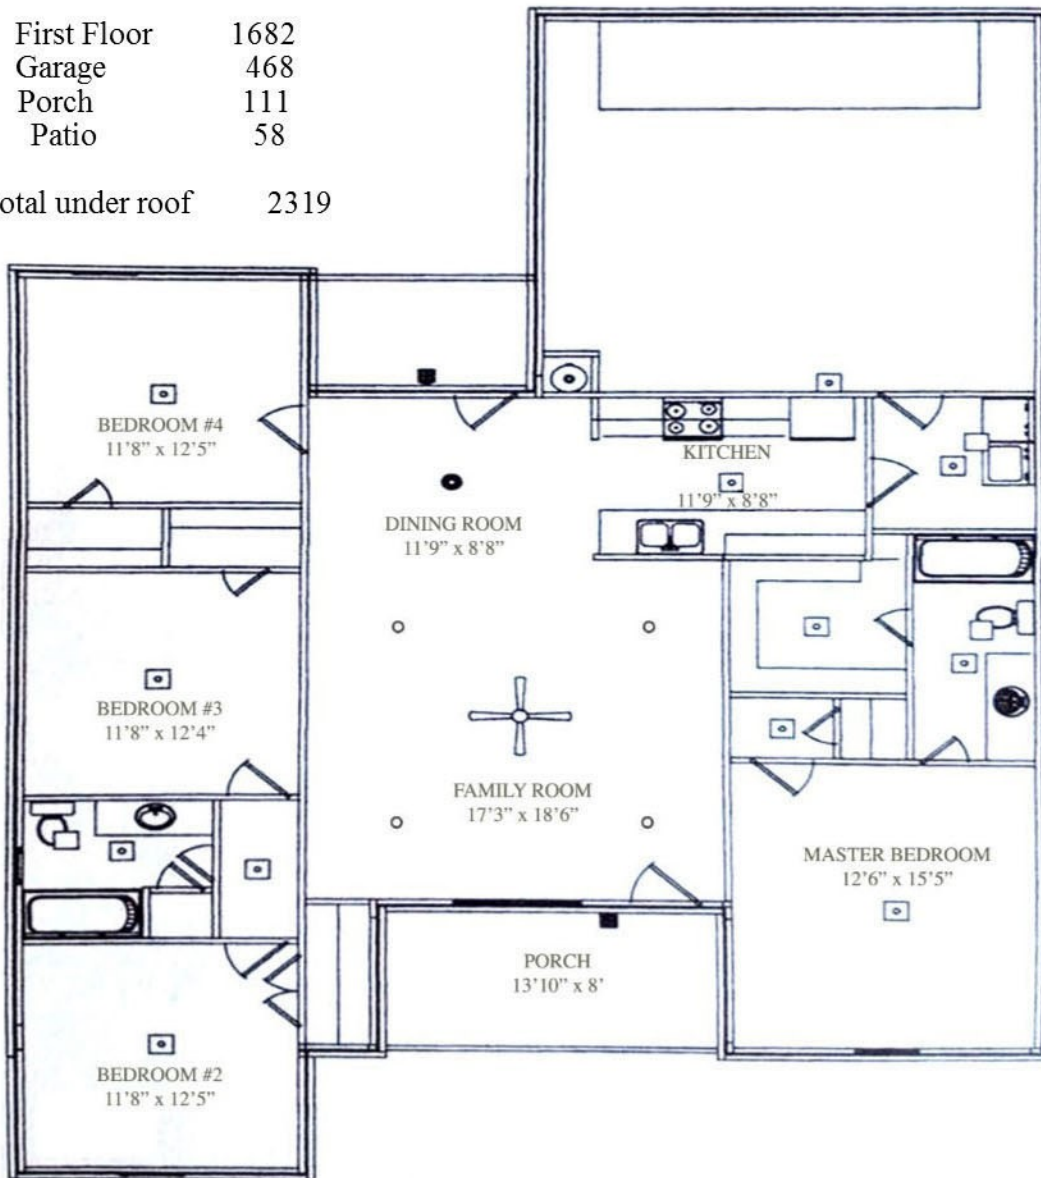 First Floor 1682
Garage 468
Porch 111
Patio 58
otal under roof 2319
BEDROOM #4
11’8” x 12’5”
KITCHEN
11’9” x 8’8”
DINING ROOM
11’9” x 8’8”
BEDROOM #3
11’8” x 12’4”
FAMILY ROOM
17’3” x 18’6”
MASTER BEDROOM
12’6” x 15’5”
PORCH
13’10” x 8’
BEDROOM #2
11’8” x 12’5”